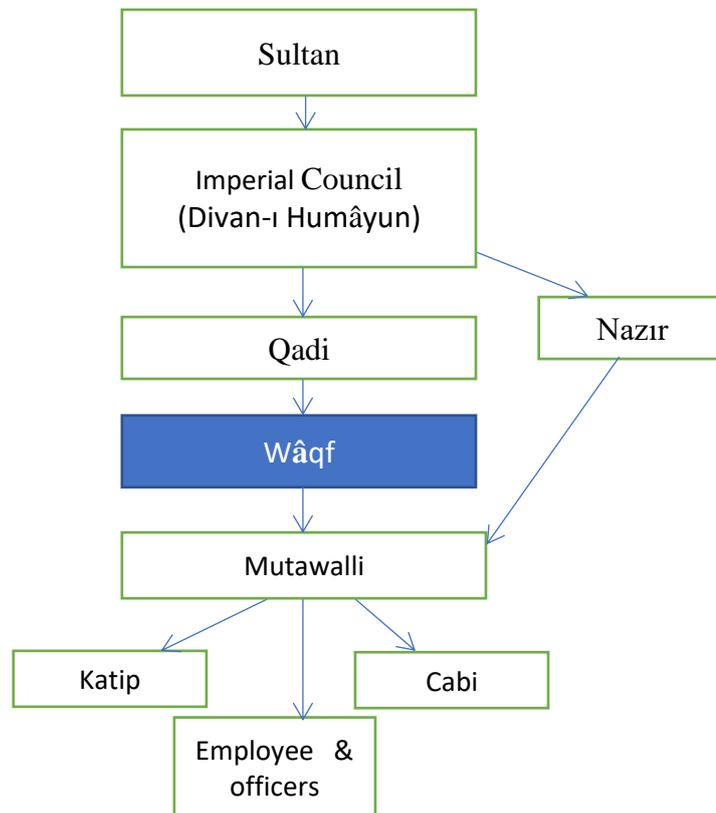 Sultan
Imperial Council
(Divan-ı Humâyun)
Nazır
Qadi
Wâqf
Mutawalli
Katip
Cabi
Employee & 
officers